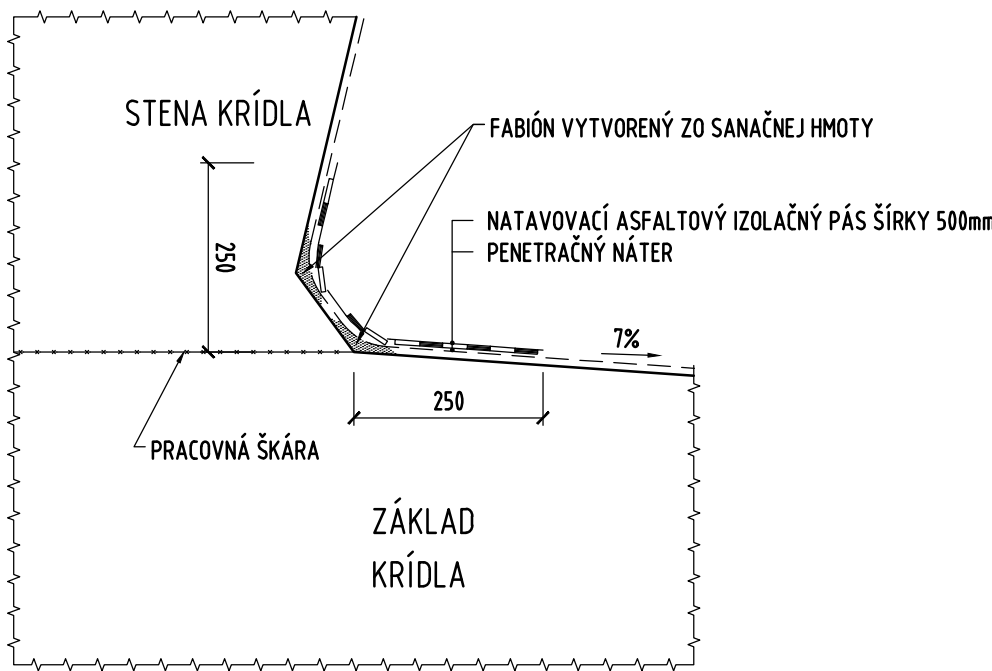 STENA KRÍDLA
FABIÓN VYTVORENÝ ZO SANAČNEJ HMOTY
NATAVOVACÍ ASFALTOVÝ IZOLAČNÝ PÁS ŠÍRKY 500mm
PENETRAČNÝ NÁTER
250
7%
250
PRACOVNÁ ŠKÁRA
ZÁKLAD
KRÍDLA